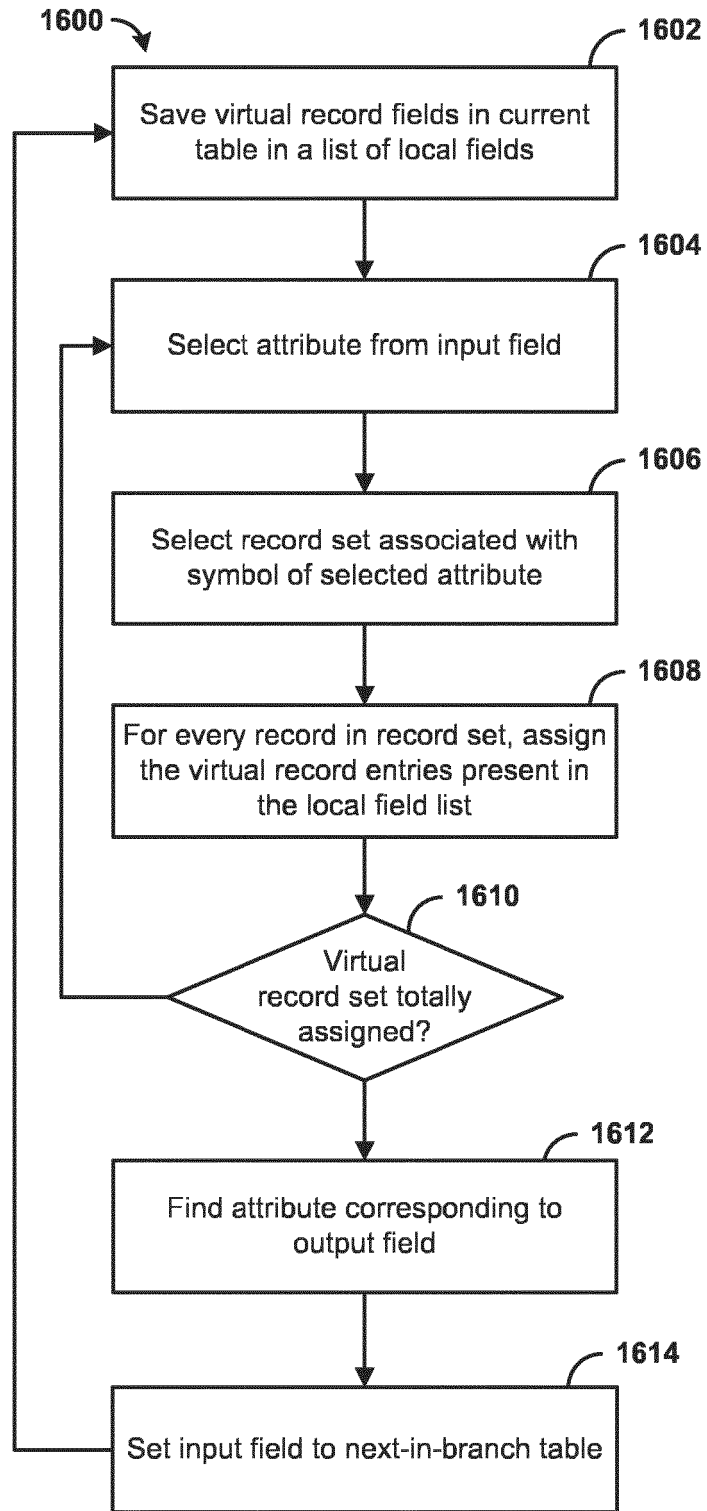 1600
1602
Save virtual record fields in current
table in a list of local fields
1604
Select attribute from input field
1606
Select record set associated with
symbol of selected attribute
1608
For every record in record set, assign
the virtual record entries present in
the local field list
1610
Virtual
record set totally
assigned?
1612
Find attribute corresponding to
output field
1614
Set input field to next-in-branch table